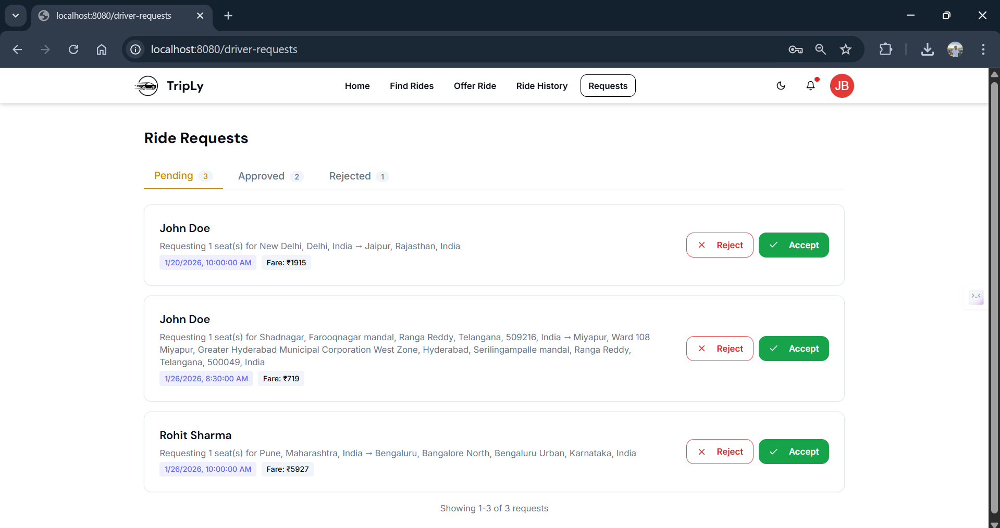 localhost:8080/driver-requests
localhost:8080/driver-requests
TripLy
Home
Find Rides
Offer Ride
Ride History
Requests
JB
Ride Requests
Pending 3
Approved 2
Rejected 1
John Doe
Requesting 1 seat(s) for New Delhi, Delhi, India → Jaipur, Rajasthan, India
1/20/2026, 10:00:00 AM
Fare: ₹1915
Reject
Accept
John Doe
Requesting 1 seat(s) for Shadnagar, Farooqnagar mandal, Ranga Reddy, Telangana, 509216, India → Miyapur, Ward 108
Miyapur, Greater Hyderabad Municipal Corporation West Zone, Hyderabad, Serilingampalle mandal, Ranga Reddy,
Telangana, 500049, India
1/26/2026, 8:30:00 AM
Fare: ₹719
Reject
Accept
Rohit Sharma
Requesting 1 seat(s) for Pune, Maharashtra, India → Bengaluru, Bangalore North, Bengaluru Urban, Karnataka, India
1/26/2026, 10:00:00 AM
Fare: ₹5927
Reject
Accept
Showing 1-3 of 3 requests